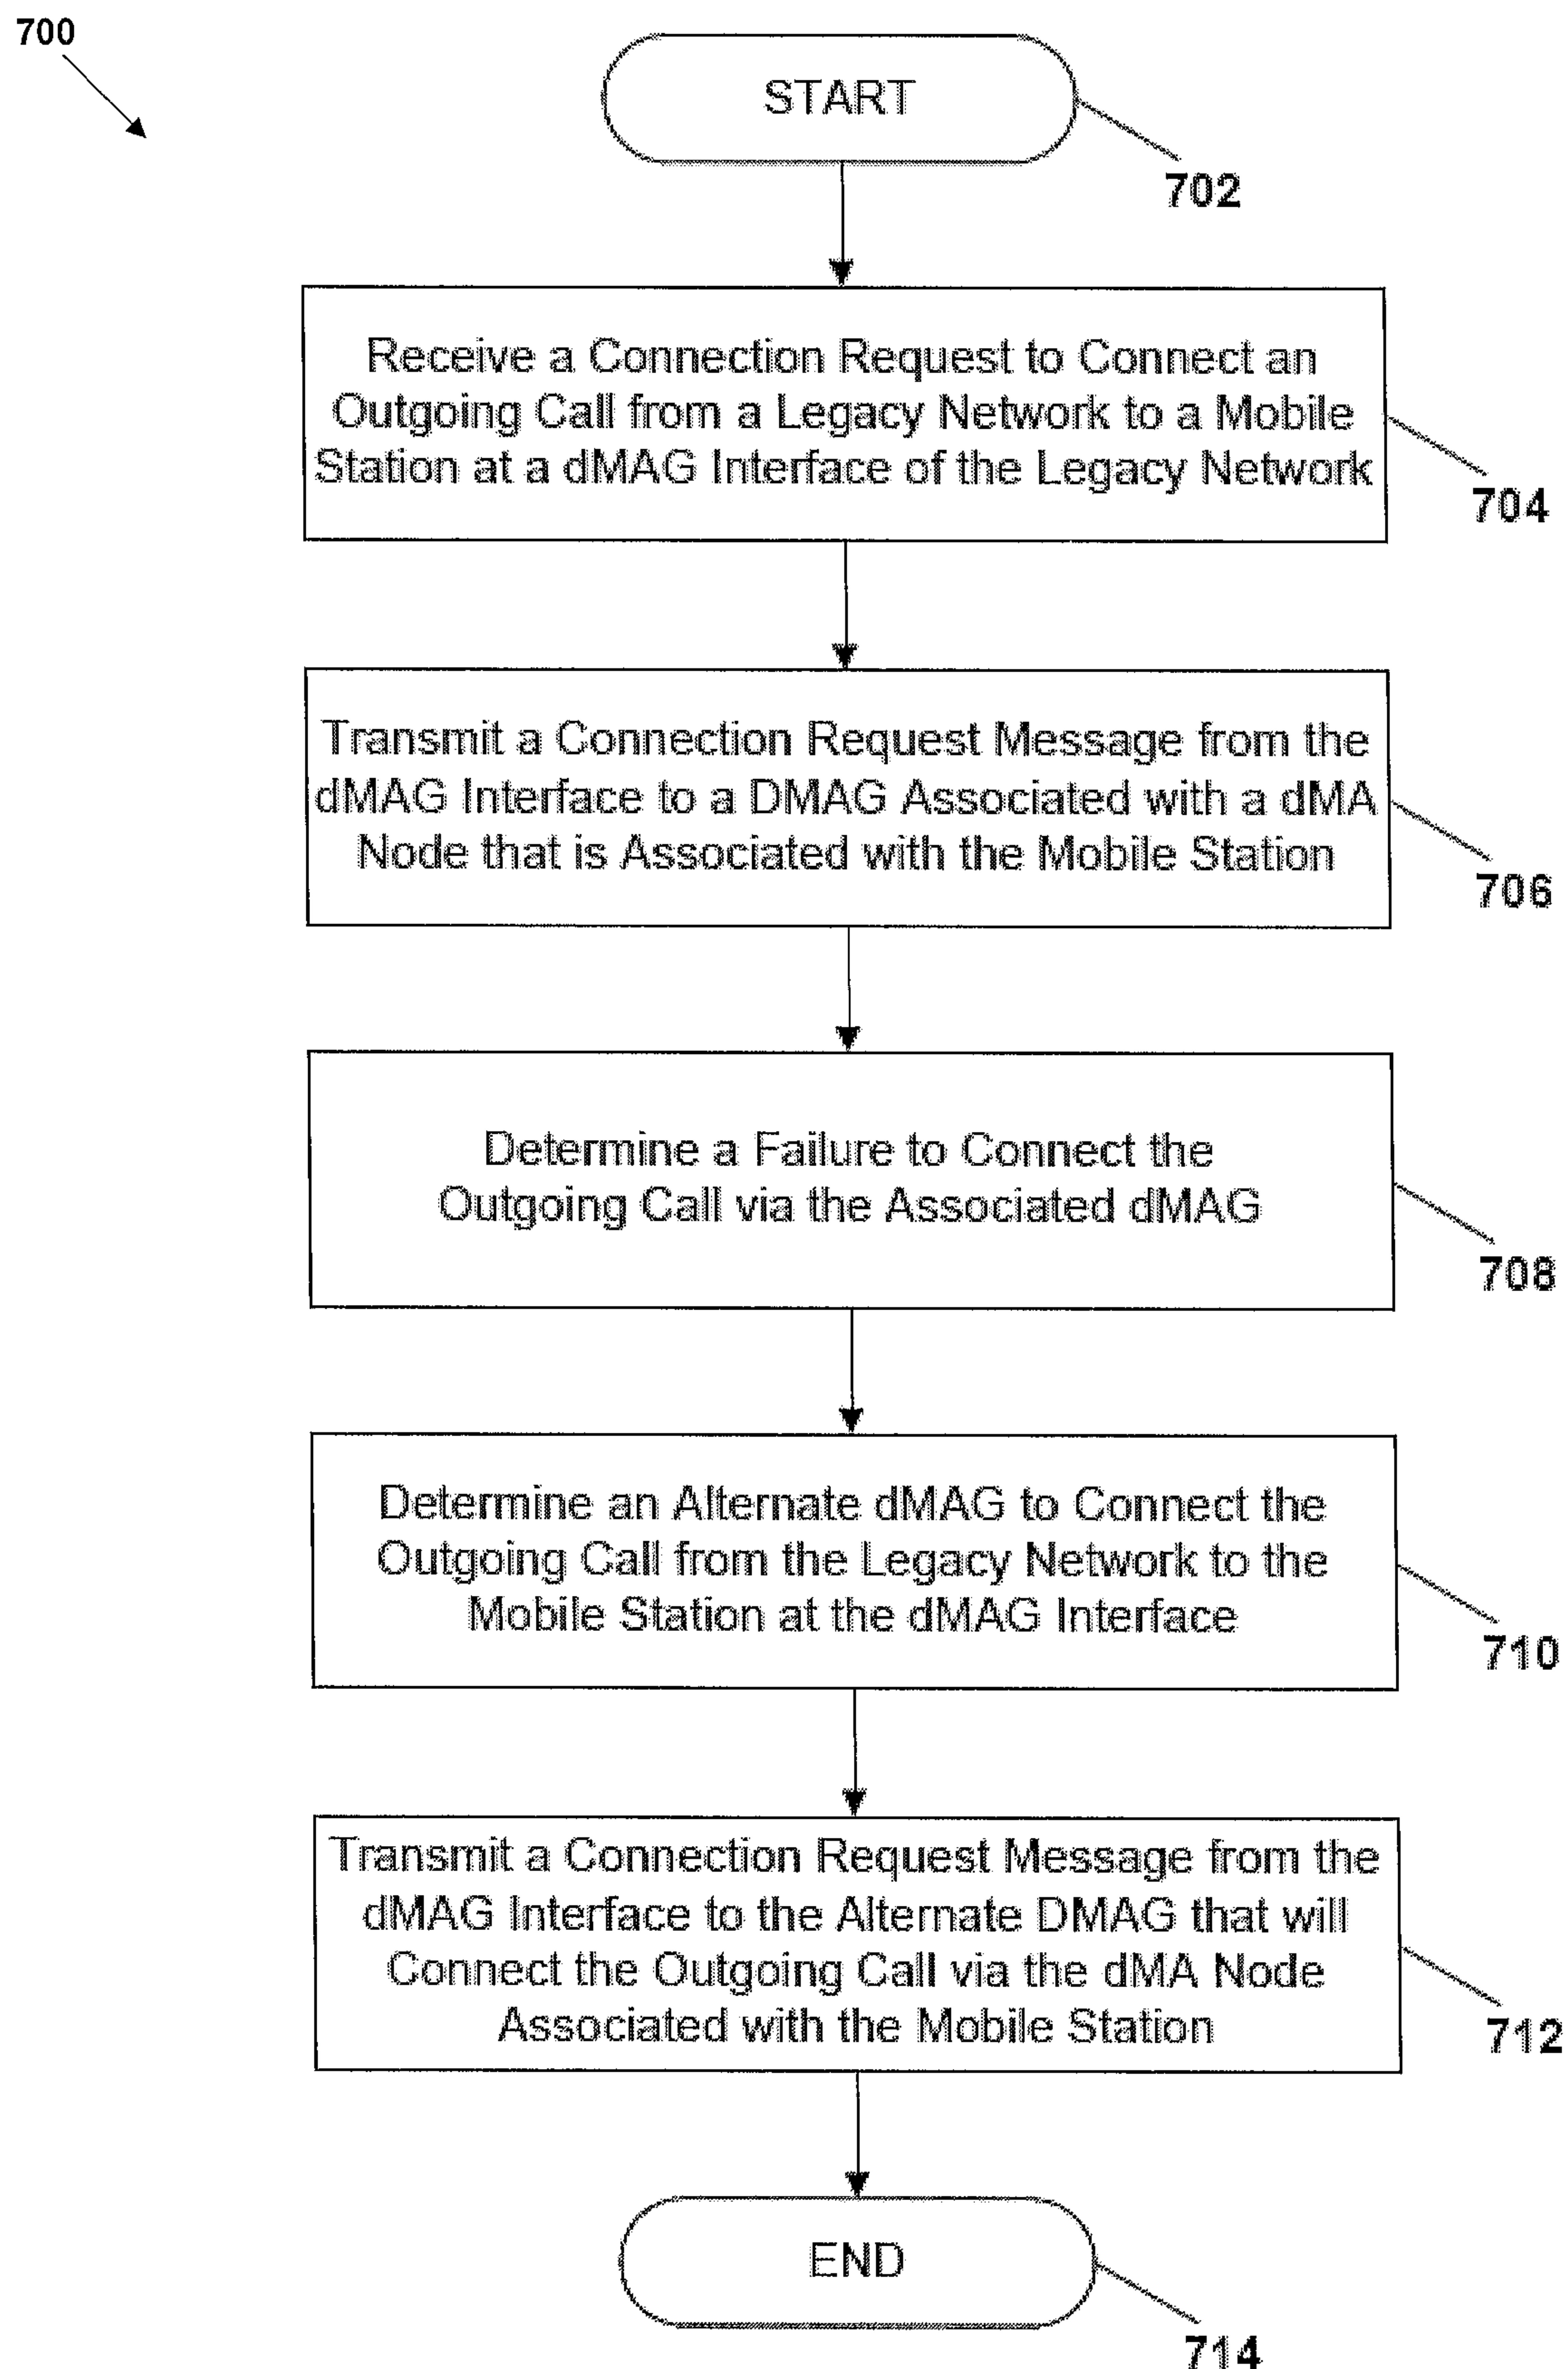 700
START
702
Receive a Connection Request to Connect an
Outgoing Call from a Legacy Network to a Mobile
Station at a dMAG Interface of the Legacy Network
704
Transmit a Connection Request Message from the
dMAG Interface to a DMAG Associated with a dMA
Node that is Associated with the Mobile Station
706
Determine a Failure to Connect the
Outgoing Call via the Associated dMAG
708
Determine an Alternate dMAG to Connect the
Outgoing Call from the Legacy Network to the
Mobile Station at the dMAG Interface
710
Transmit a Connection Request Message from the
dMAG Interface to the Alternate DMAG that will
Connect the Outgoing Call via the dMA Node
Associated with the Mobile Station
712
END
714